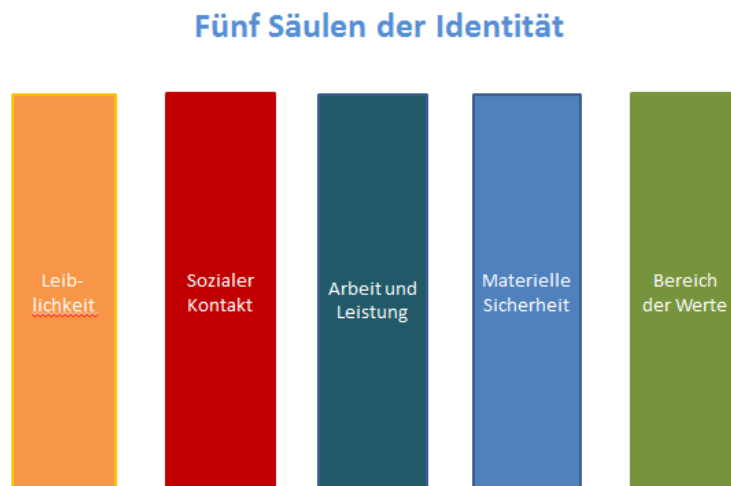 Fünf Säulen der Identität
Leib-
lichkeit
Sozialer
Kontakt
Arbeit und
Leistung
Materielle
Sicherheit
Bereich
der Werte